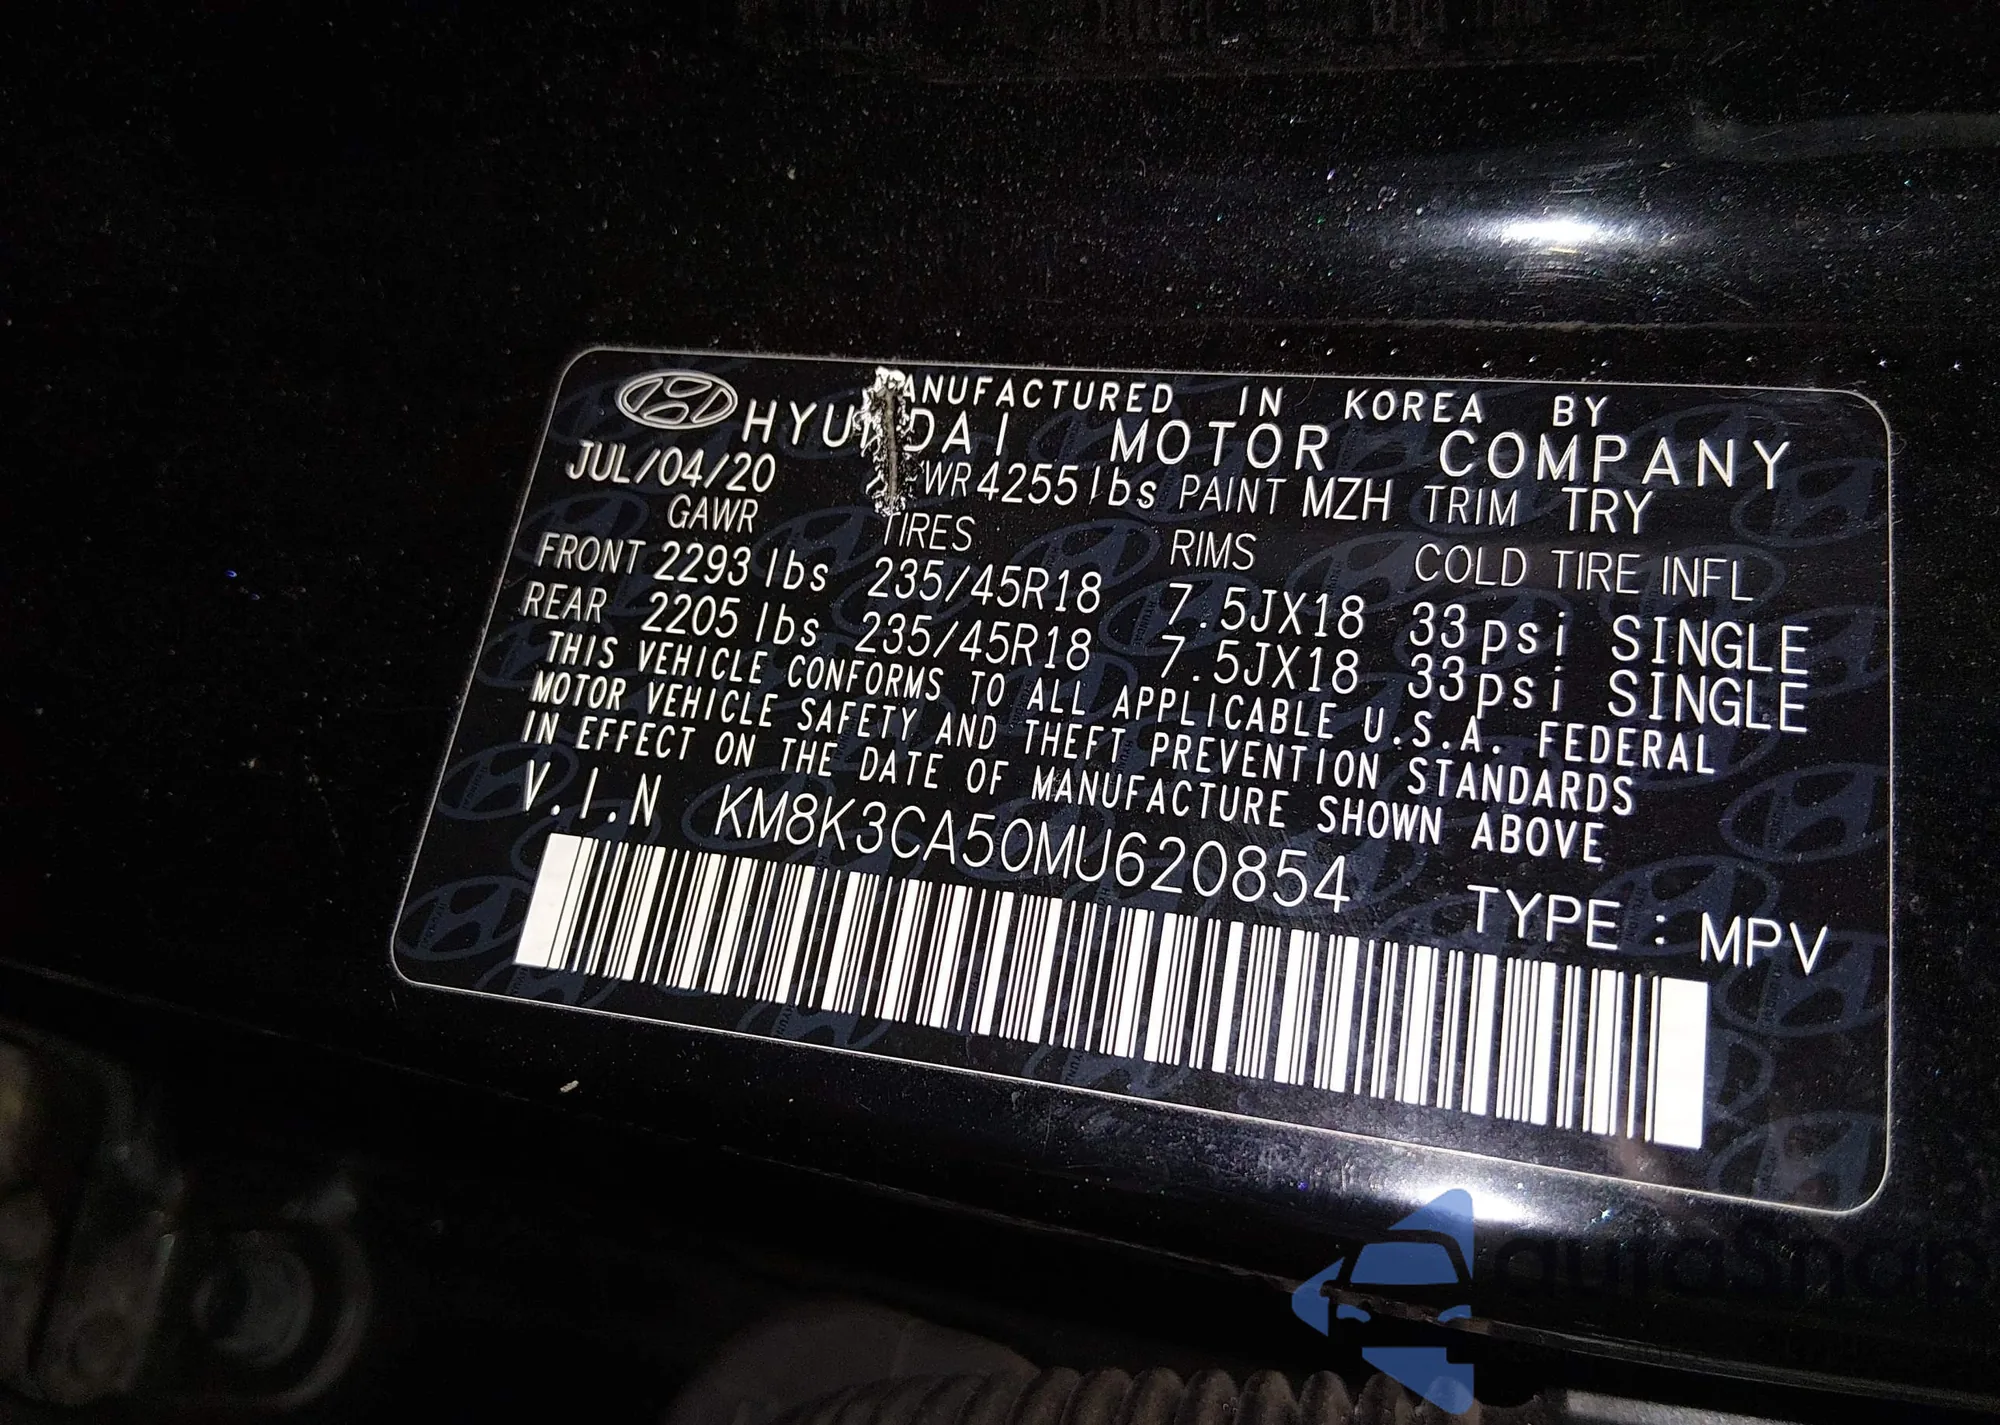 MANUFACTURED IN KOREA BY
HYUNDAI MOTOR COMPANY
JUL/04/20 GVWR 4255 lbs PAINT MZH TRIM TRY
GAWR TIRES RIMS COLD TIRE INFL
FRONT 2293 lbs 235/45R18 7.5JX18 33psi SINGLE
REAR 2205 lbs 235/45R18 7.5JX18 33psi SINGLE
THIS VEHICLE CONFORMS TO ALL APPLICABLE U.S.A. FEDERAL
MOTOR VEHICLE SAFETY AND THEFT PREVENTION STANDARDS
IN EFFECT ON THE DATE OF MANUFACTURE SHOWN ABOVE
V.I.N KM8K3CA50MU620854 TYPE : MPV